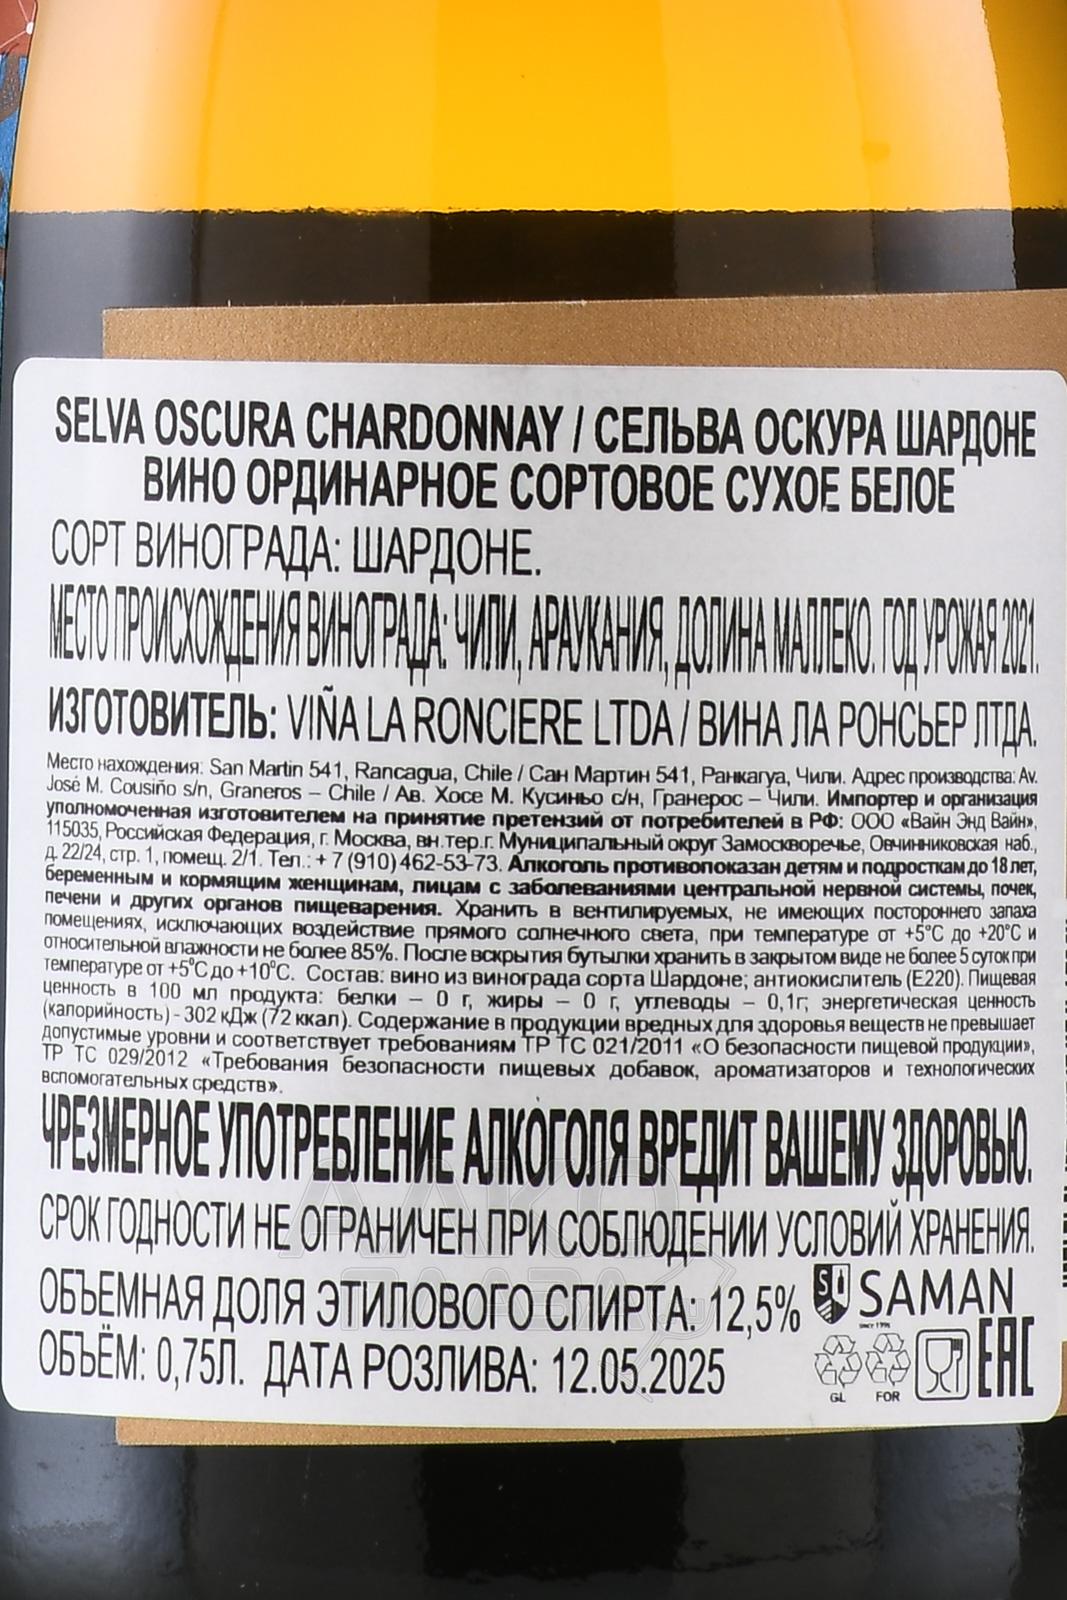 SELVA OSCURA CHARDONNAY / СЕЛЬВА ОСКУРА ШАРДОНЕ
ВИНО ОРДИНАРНОЕ СОРТОВОЕ СУХОЕ БЕЛОЕ
СОРТ ВИНОГРАДА: ШАРДОНЕ.
МЕСТО ПРОИСХОЖДЕНИЯ ВИНОГРАДА: ЧИЛИ, АРАУКАНИЯ, ДОЛИНА МАЛЛЕКО. ГОД УРОЖАЯ 2021.
ИЗГОТОВИТЕЛЬ: VIÑA LA RONCIERE LTDA / ВИНА ЛА РОНСЬЕР ЛТДА.
Место нахождения: San Martin 541, Rancagua, Chile / Сан Мартин 541, Ранкагуа, Чили. Адрес производства: Av.
José M. Cousiño s/n, Graneros – Chile / Ав. Хосе М. Кусиньо с/н, Гранерос – Чили. Импортер и организация
уполномоченная изготовителем на принятие претензий от потребителей в РФ: ООО «Вайн Энд Вайн»,
115035, Российская Федерация, г. Москва, вн.тер.г. Муниципальный округ Замоскворечье, Овчинниковская наб.,
д. 22/24, стр. 1, помещ. 2/1. Тел.: + 7 (910) 462-53-73. Алкоголь противопоказан детям и подросткам до 18 лет,
беременным и кормящим женщинам, лицам с заболеваниями центральной нервной системы, почек,
печени и других органов пищеварения. Хранить в вентилируемых, не имеющих постороннего запаха
помещениях, исключающих воздействие прямого солнечного света, при температуре от +5°C до +20°C и
относительной влажности не более 85%. После вскрытия бутылки хранить в закрытом виде не более 5 суток при
температуре от +5°C до +10°C. Состав: вино из винограда сорта Шардоне; антиокислитель (Е220). Пищевая
ценность в 100 мл продукта: белки – 0 г, жиры – 0 г, углеводы – 0,1г; энергетическая ценность
(калорийность) - 302 кДж (72 ккал). Содержание в продукции вредных для здоровья веществ не превышает
допустимые уровни и соответствует требованиям ТР ТС 021/2011 «О безопасности пищевой продукции»,
ТР ТС 029/2012 «Требования безопасности пищевых добавок, ароматизаторов и технологических
вспомогательных средств».
ЧРЕЗМЕРНОЕ УПОТРЕБЛЕНИЕ АЛКОГОЛЯ ВРЕДИТ ВАШЕМУ ЗДОРОВЬЮ.
СРОК ГОДНОСТИ НЕ ОГРАНИЧЕН ПРИ СОБЛЮДЕНИИ УСЛОВИЙ ХРАНЕНИЯ.
ОБЪЕМНАЯ ДОЛЯ ЭТИЛОВОГО СПИРТА: 12,5%
SAMAN
SINCE 1996
ОБЪЁМ: 0,75Л. ДАТА РОЗЛИВА: 12.05.2025
GL
FOR
EAC
АЛКО
ПЛАЗА